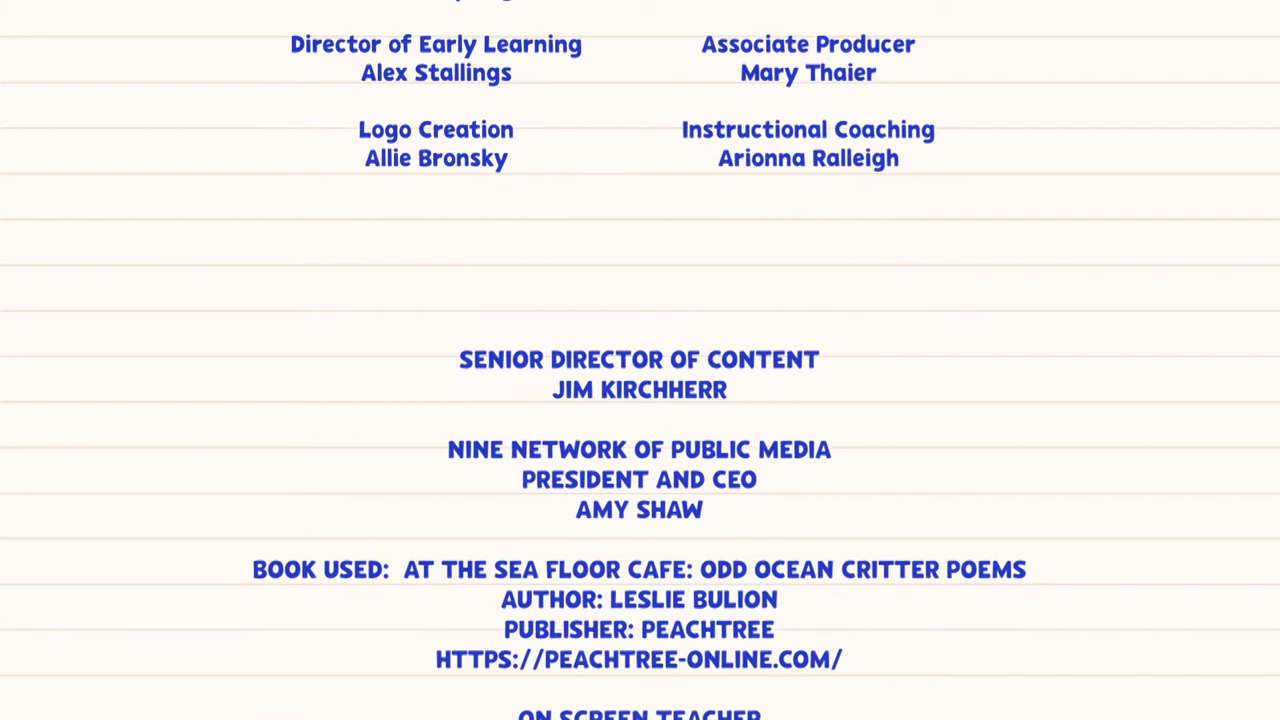 Director of Early Learning
Alex Stallings
Associate Producer
Mary Thaier
Logo Creation
Allie Bronsky
Instructional Coaching
Arionna Ralleigh
SENIOR DIRECTOR OF CONTENT
JIM KIRCHHERR
NINE NETWORK OF PUBLIC MEDIA
PRESIDENT AND CEO
AMY SHAW
BOOK USED: AT THE SEA FLOOR CAFE: ODD OCEAN CRITTER POEMS
AUTHOR: LESLIE BULION
PUBLISHER: PEACHTREE
HTTPS://PEACHTREE-ONLINE.COM/
ON SCREEN TEACHER